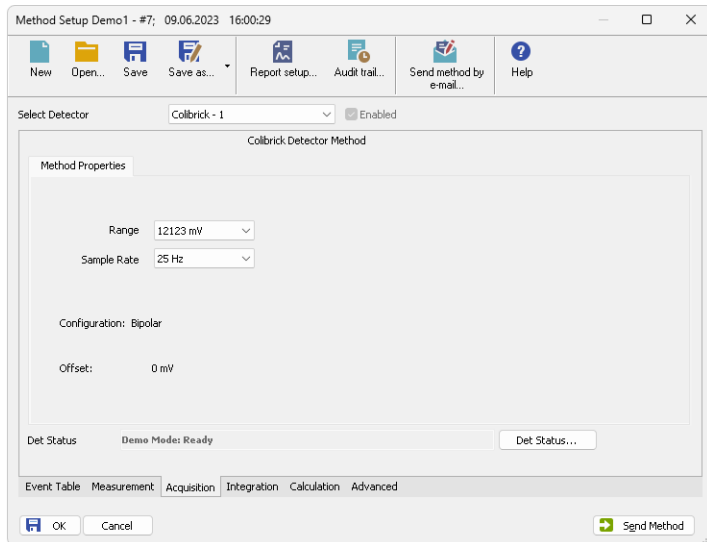 Method Setup Demo1 - #7; 09.06.2023 16:00:29
New Open... Save Save as... Report setup... Audit trail... Send method by e-mail... Help
Select Detector Colibrick - 1 Enabled
Colibrick Detector Method
Method Properties
Range 12123 mV
Sample Rate 25 Hz
Configuration: Bipolar
Offset: 0 mV
Det Status Demo Mode: Ready Det Status...
Event Table Measurement Acquisition Integration Calculation Advanced
OK Cancel Send Method